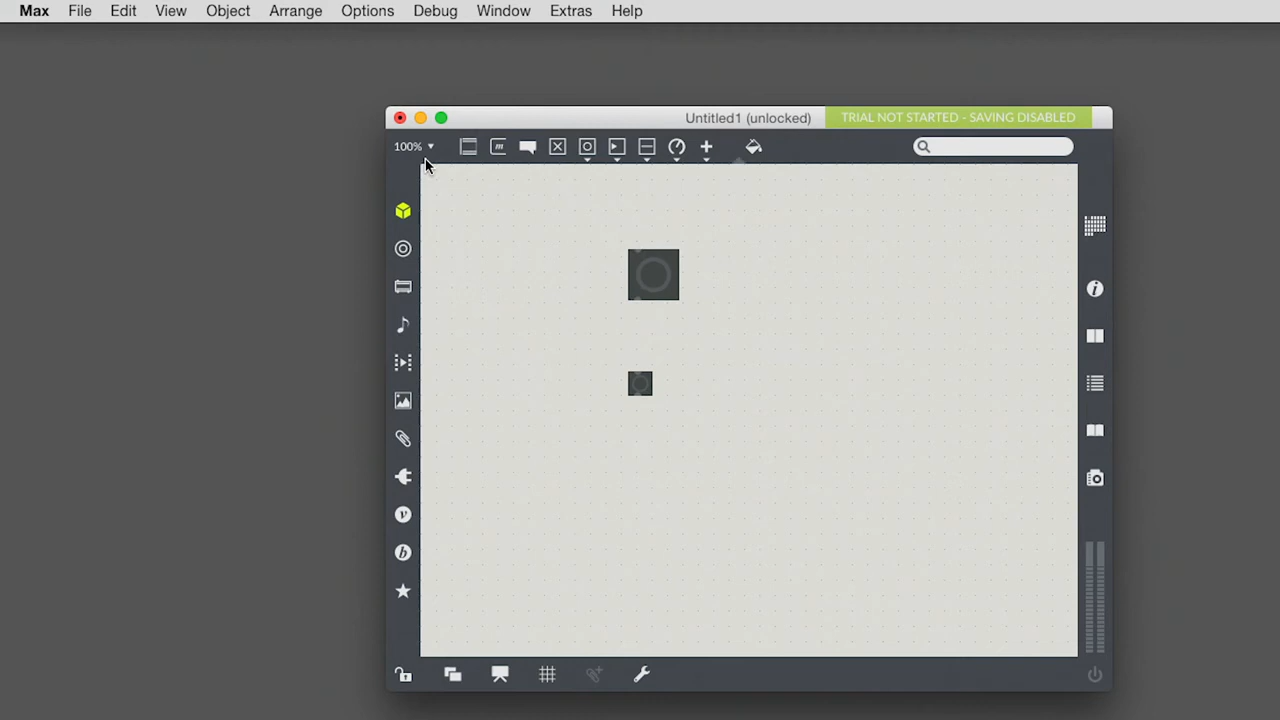 Max File Edit View Object Arrange Options Debug Window Extras Help
Untitled1 (unlocked) TRIAL NOT STARTED - SAVING DISABLED
100% m
i
v
b